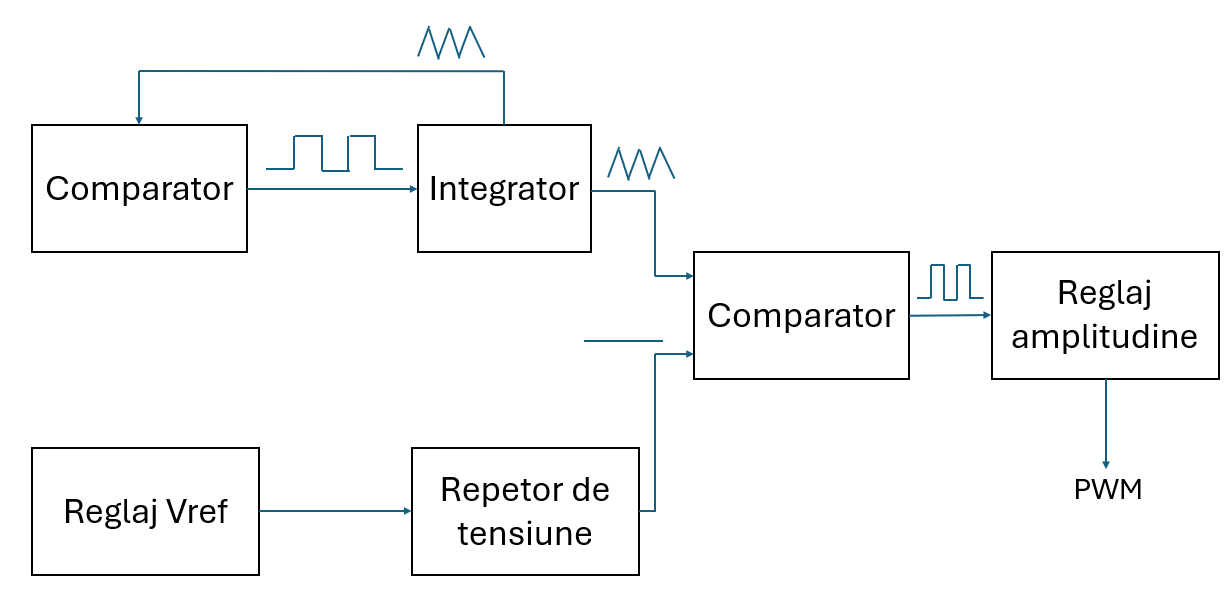 Comparator
Integrator
Comparator
Reglaj
amplitudine
Reglaj Vref
Repetor de
tensiune
PWM